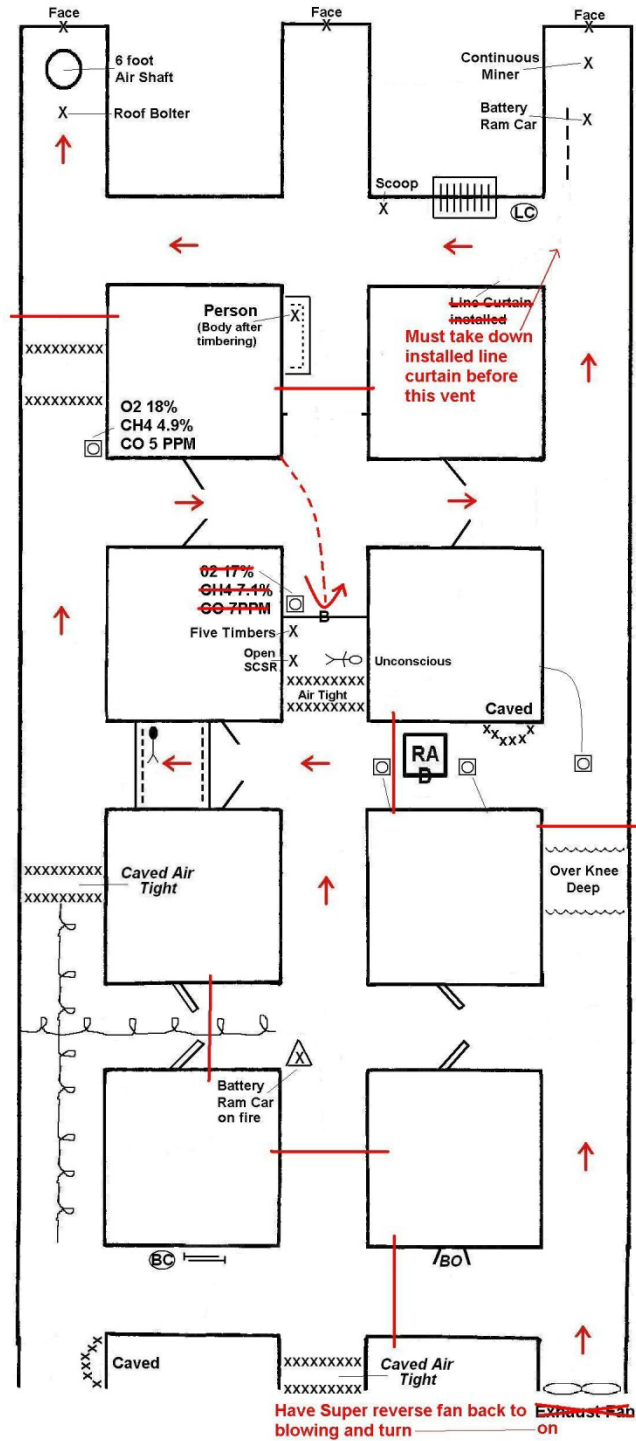 Face
Face
Face
6 foot
Air Shaft
X
X
X
Continuous
Miner
X
X
Roof Bolter
Battery
Ram Car
X
Scoop
X
LC
Person
(Body after
timbering)
X
Line Curtain
installed
Must take down
installed line
curtain before
this vent
XXXXXXXXX
XXXXXXXXX
O2 18%
CH4 4.9%
CO 5 PPM
02 17%
CH4 7.1%
CO 7PPM
B
Five Timbers
X
Open
SCSR
X
Unconscious
XXXXXXXXX
Air Tight
XXXXXXXXX
Caved
XXXXXX
RA
B
XXXXXXXXX
Caved Air
Tight
XXXXXXXXX
Over Knee
Deep
X
Battery
Ram Car
on fire
BC
BO
XXXXX
Caved
XXXXXXXXX
XXXXXXXXX
Caved Air
Tight
Have Super reverse fan back to
blowing and turn
on
Exhaust Fan